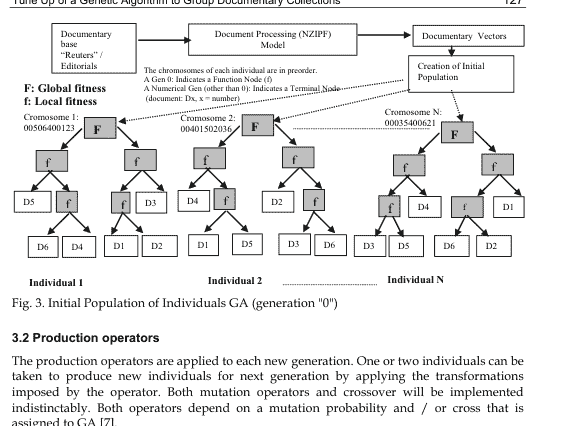 Tune Up of a Genetic Algorithm to Group Documentary Collections 127
Documentary
base
“Reuters” /
Editorials
Document Processing (NZIPF)
Model
Documentary Vectors
Creation of Initial
Population
The chromosomes of each individual are in preorder.
A Gen 0: Indicates a Function Node (f)
A Numerical Gen (other than 0): Indicates a Terminal Node
(document: Dx, x = number)
F: Global fitness
f: Local fitness
Cromosome 1:
00506400123
Cromosome 2:
00401502036
Cromosome N:
00035400621
F F F
f f f f f f
D5 f f D3 D4 f D2 f f D4 f D1
D6 D4 D1 D2 D1 D5 D3 D6 D3 D5 D6 D2
Individual 1 Individual 2 Individual N
Fig. 3. Initial Population of Individuals GA (generation "0")
3.2 Production operators
The production operators are applied to each new generation. One or two individuals can be
taken to produce new individuals for next generation by applying the transformations
imposed by the operator. Both mutation operators and crossover will be implemented
indistinctably. Both operators depend on a mutation probability and / or cross that is
assigned to GA [7].